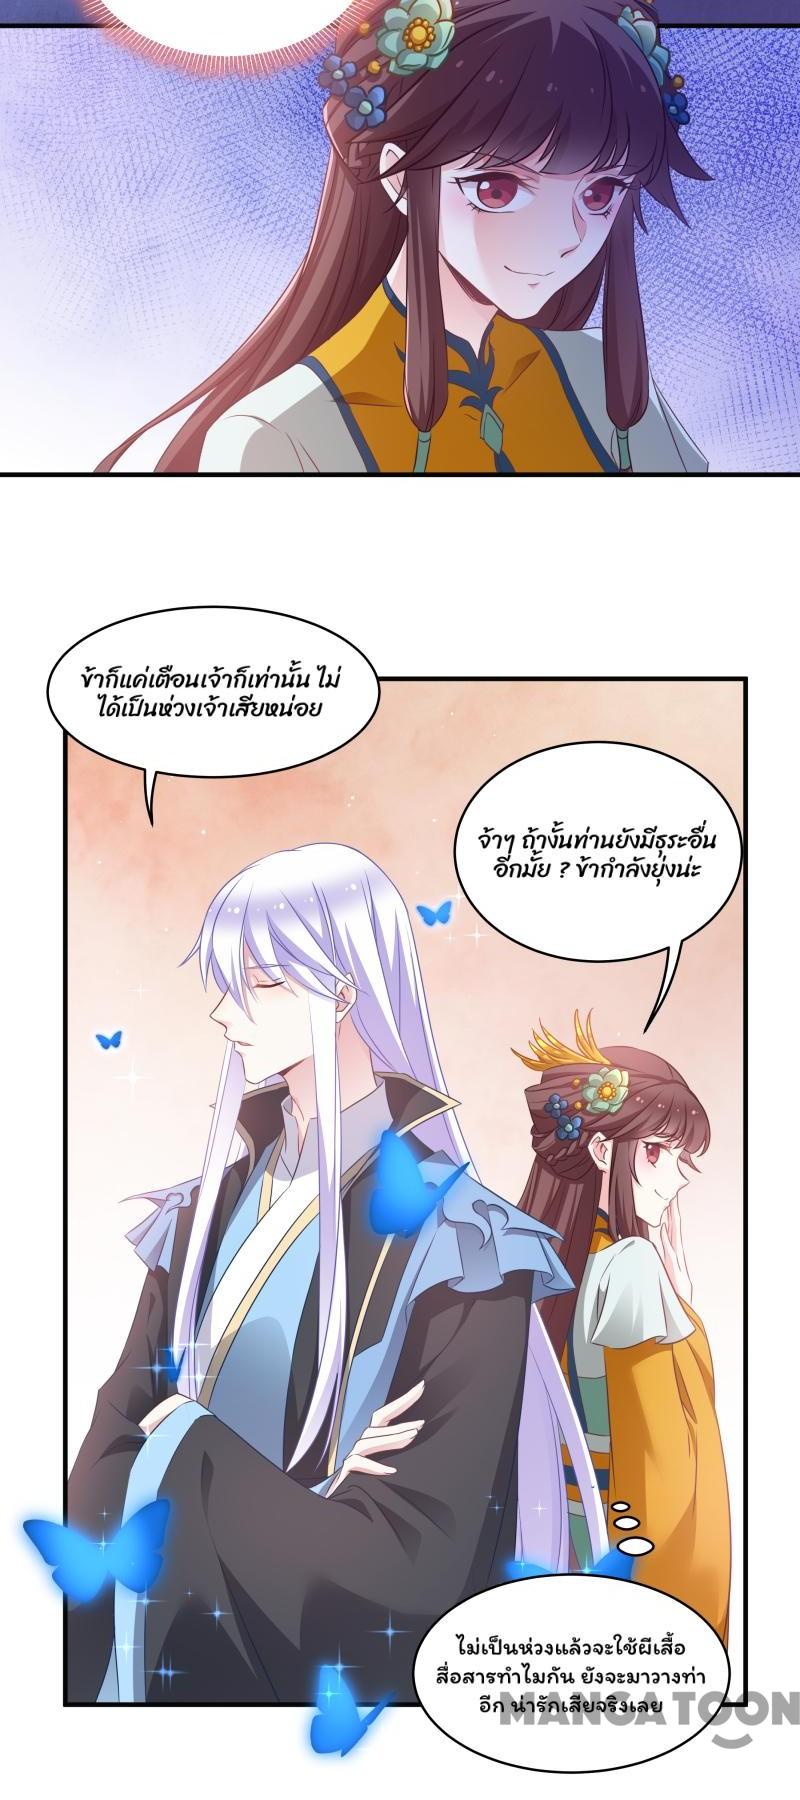 ข้าก็แค่เตือนเจ้าก็เท่านั้น ไม่
ได้เป็นห่วงเจ้าเสียหน่อย
จ้าๆ ถ้างั้นท่านยังมีธุระอื่น
อีกมั้ย ? ข้ากำลังยุ่งน่ะ
ไม่เป็นห่วงแล้วจะใช้ผีเสื้อ
สื่อสารทำไมกัน ยังจะมาวางท่า
อีก น่ารักเสียจริงเลย
MANGATOON